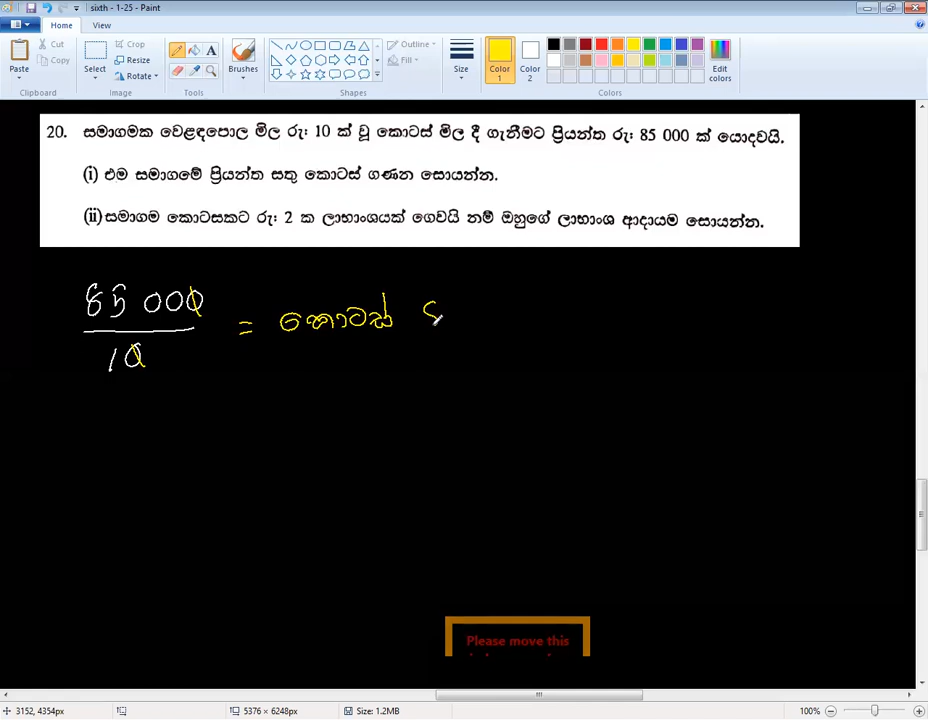 sixth - 1-25 - Paint
Home View
Paste Cut Copy Clipboard
Select Crop Resize Rotate Image
Tools
Brushes
Shapes Outline Fill
Size
Color 1 Color 2 Edit colors Colors
20. සමාගමක වෙළඳපොල මිල රු: 10 ක් වූ කොටස් මිල දී ගැනීමට ප්‍රියන්ත රු: 85 000 ක් යොදවයි.
(i) එම සමාගමේ ප්‍රියන්ත සතු කොටස් ගණන සොයන්න.
(ii) සමාගම කොටසකට රු: 2 ක ලාභාංශයක් ගෙවයි නම් ඔහුගේ ලාභාංශ ආදායම සොයන්න.
85 000
10
= කොටස් 8
Please move this
3152, 4354px 5376 × 6248px Size: 1.2MB 100%